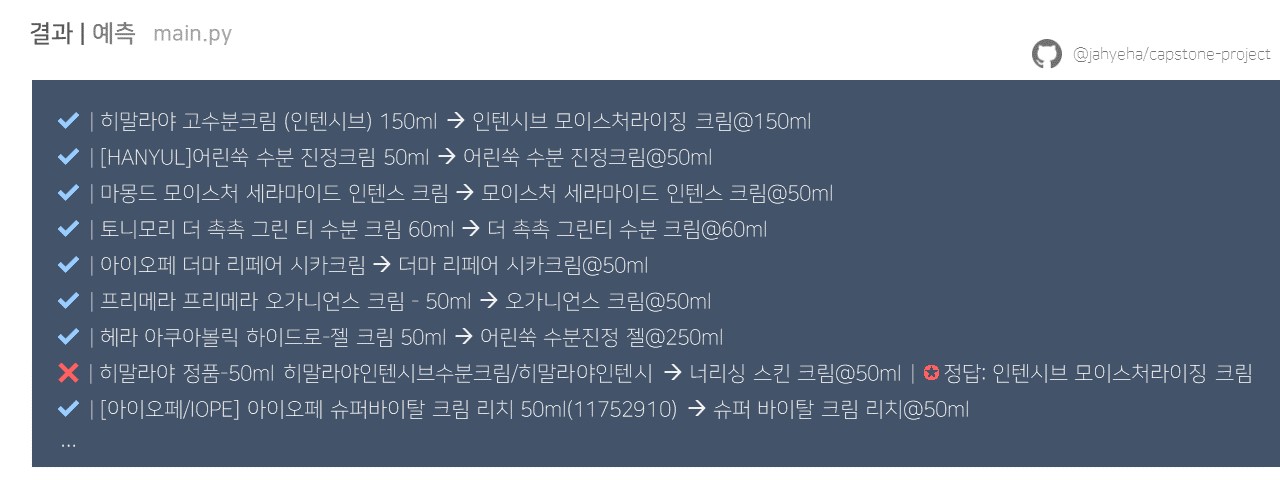 결과 | 예측 main.py
@jahyeha/capstone-project
✔ | 히말라야 고수분크림 (인텐시브) 150ml → 인텐시브 모이스처라이징 크림@150ml
✔ | [HANYUL]어린쑥 수분 진정크림 50ml → 어린쑥 수분 진정크림@50ml
✔ | 마몽드 모이스처 세라마이드 인텐스 크림 → 모이스처 세라마이드 인텐스 크림@50ml
✔ | 토니모리 더 촉촉 그린 티 수분 크림 60ml → 더 촉촉 그린티 수분 크림@60ml
✔ | 아이오페 더마 리페어 시카크림 → 더마 리페어 시카크림@50ml
✔ | 프리메라 프리메라 오가니언스 크림 - 50ml → 오가니언스 크림@50ml
✔ | 헤라 아쿠아볼릭 하이드로-젤 크림 50ml → 어린쑥 수분진정 젤@250ml
❌ | 히말라야 정품-50ml 히말라야인텐시브수분크림/히말라야인텐시 → 너리싱 스킨 크림@50ml | ✪정답: 인텐시브 모이스처라이징 크림
✔ | [아이오페/IOPE] 아이오페 슈퍼바이탈 크림 리치 50ml(11752910) → 슈퍼 바이탈 크림 리치@50ml
...